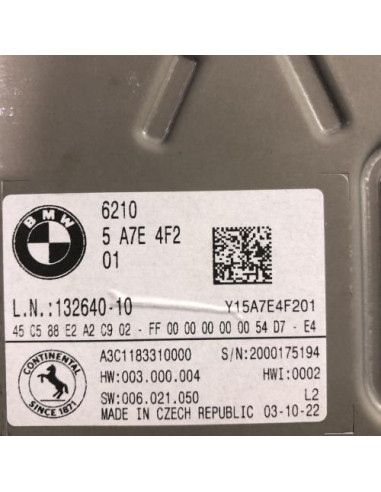 BMW
6210
5 A7E 4F2
01
L.N.:132640-10
Y15A7E4F201
45 C5 88 E2 A2 C9 02 - FF 00 00 00 00 00 54 D7 - E4
CONTINENTAL
SINCE 1871
A3C1183310000
S/N:2000175194
HW:003.000.004
HWI:0002
SW:006.021.050
L2
MADE IN CZECH REPUBLIC
03-10-22